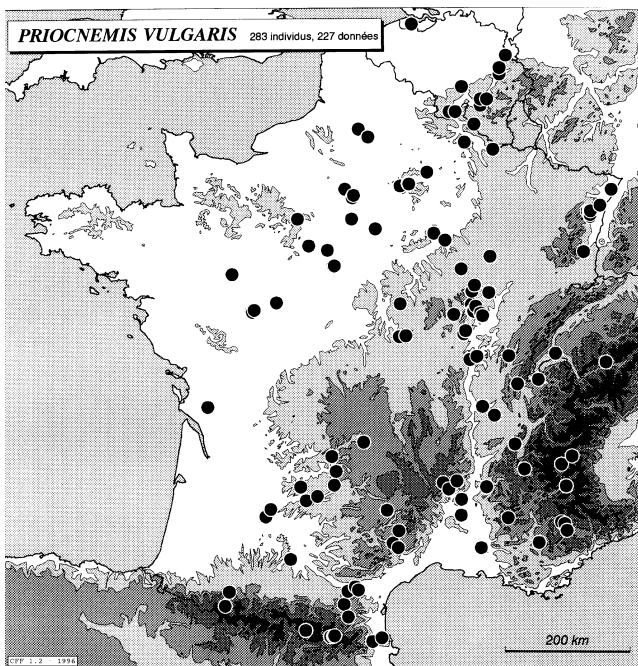 PRIOCNEMIS VULGARIS 283 individus, 227 données
200 km
CFF 1.2 - 1996